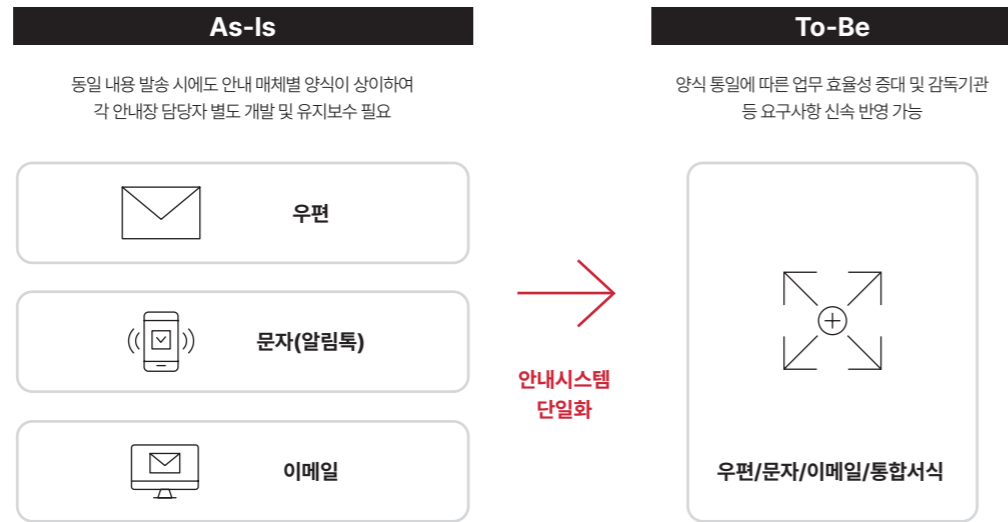 As-Is
동일 내용 발송 시에도 안내 매체별 양식이 상이하여
각 안내장 담당자 별도 개발 및 유지보수 필요
우편
문자(알림톡)
이메일
안내시스템
단일화
To-Be
양식 통일에 따른 업무 효율성 증대 및 감독기관
등 요구사항 신속 반영 가능
우편/문자/이메일/통합서식